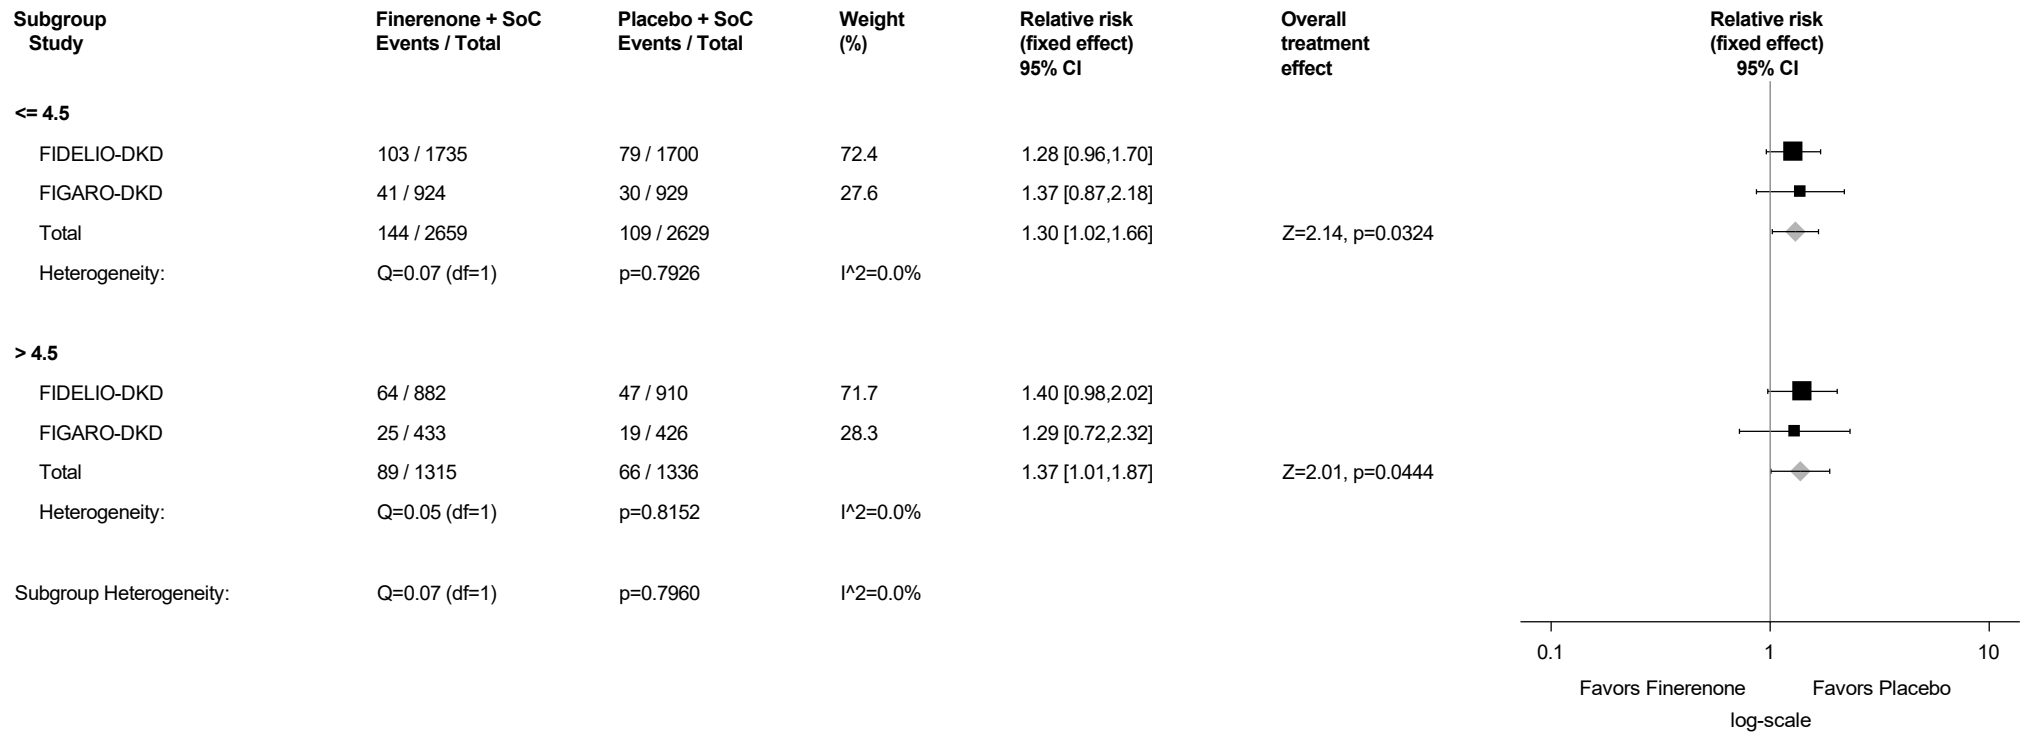 Subgroup Finerenone + SoC Placebo + SoC Weight Relative risk Overall Relative risk
Study Events / Total Events / Total (%) (fixed effect) treatment (fixed effect)
95% CI effect 95% CI
<= 4.5
FIDELIO-DKD 103 / 1735 79 / 1700 72.4 1.28 [0.96,1.70]
FIGARO-DKD 41 / 924 30 / 929 27.6 1.37 [0.87,2.18]
Total 144 / 2659 109 / 2629 1.30 [1.02,1.66] Z=2.14, p=0.0324
Heterogeneity: Q=0.07 (df=1) p=0.7926 I^2=0.0%
> 4.5
FIDELIO-DKD 64 / 882 47 / 910 71.7 1.40 [0.98,2.02]
FIGARO-DKD 25 / 433 19 / 426 28.3 1.29 [0.72,2.32]
Total 89 / 1315 66 / 1336 1.37 [1.01,1.87] Z=2.01, p=0.0444
Heterogeneity: Q=0.05 (df=1) p=0.8152 I^2=0.0%
Subgroup Heterogeneity: Q=0.07 (df=1) p=0.7960 I^2=0.0%
0.1 1 10
Favors Finerenone Favors Placebo
log-scale